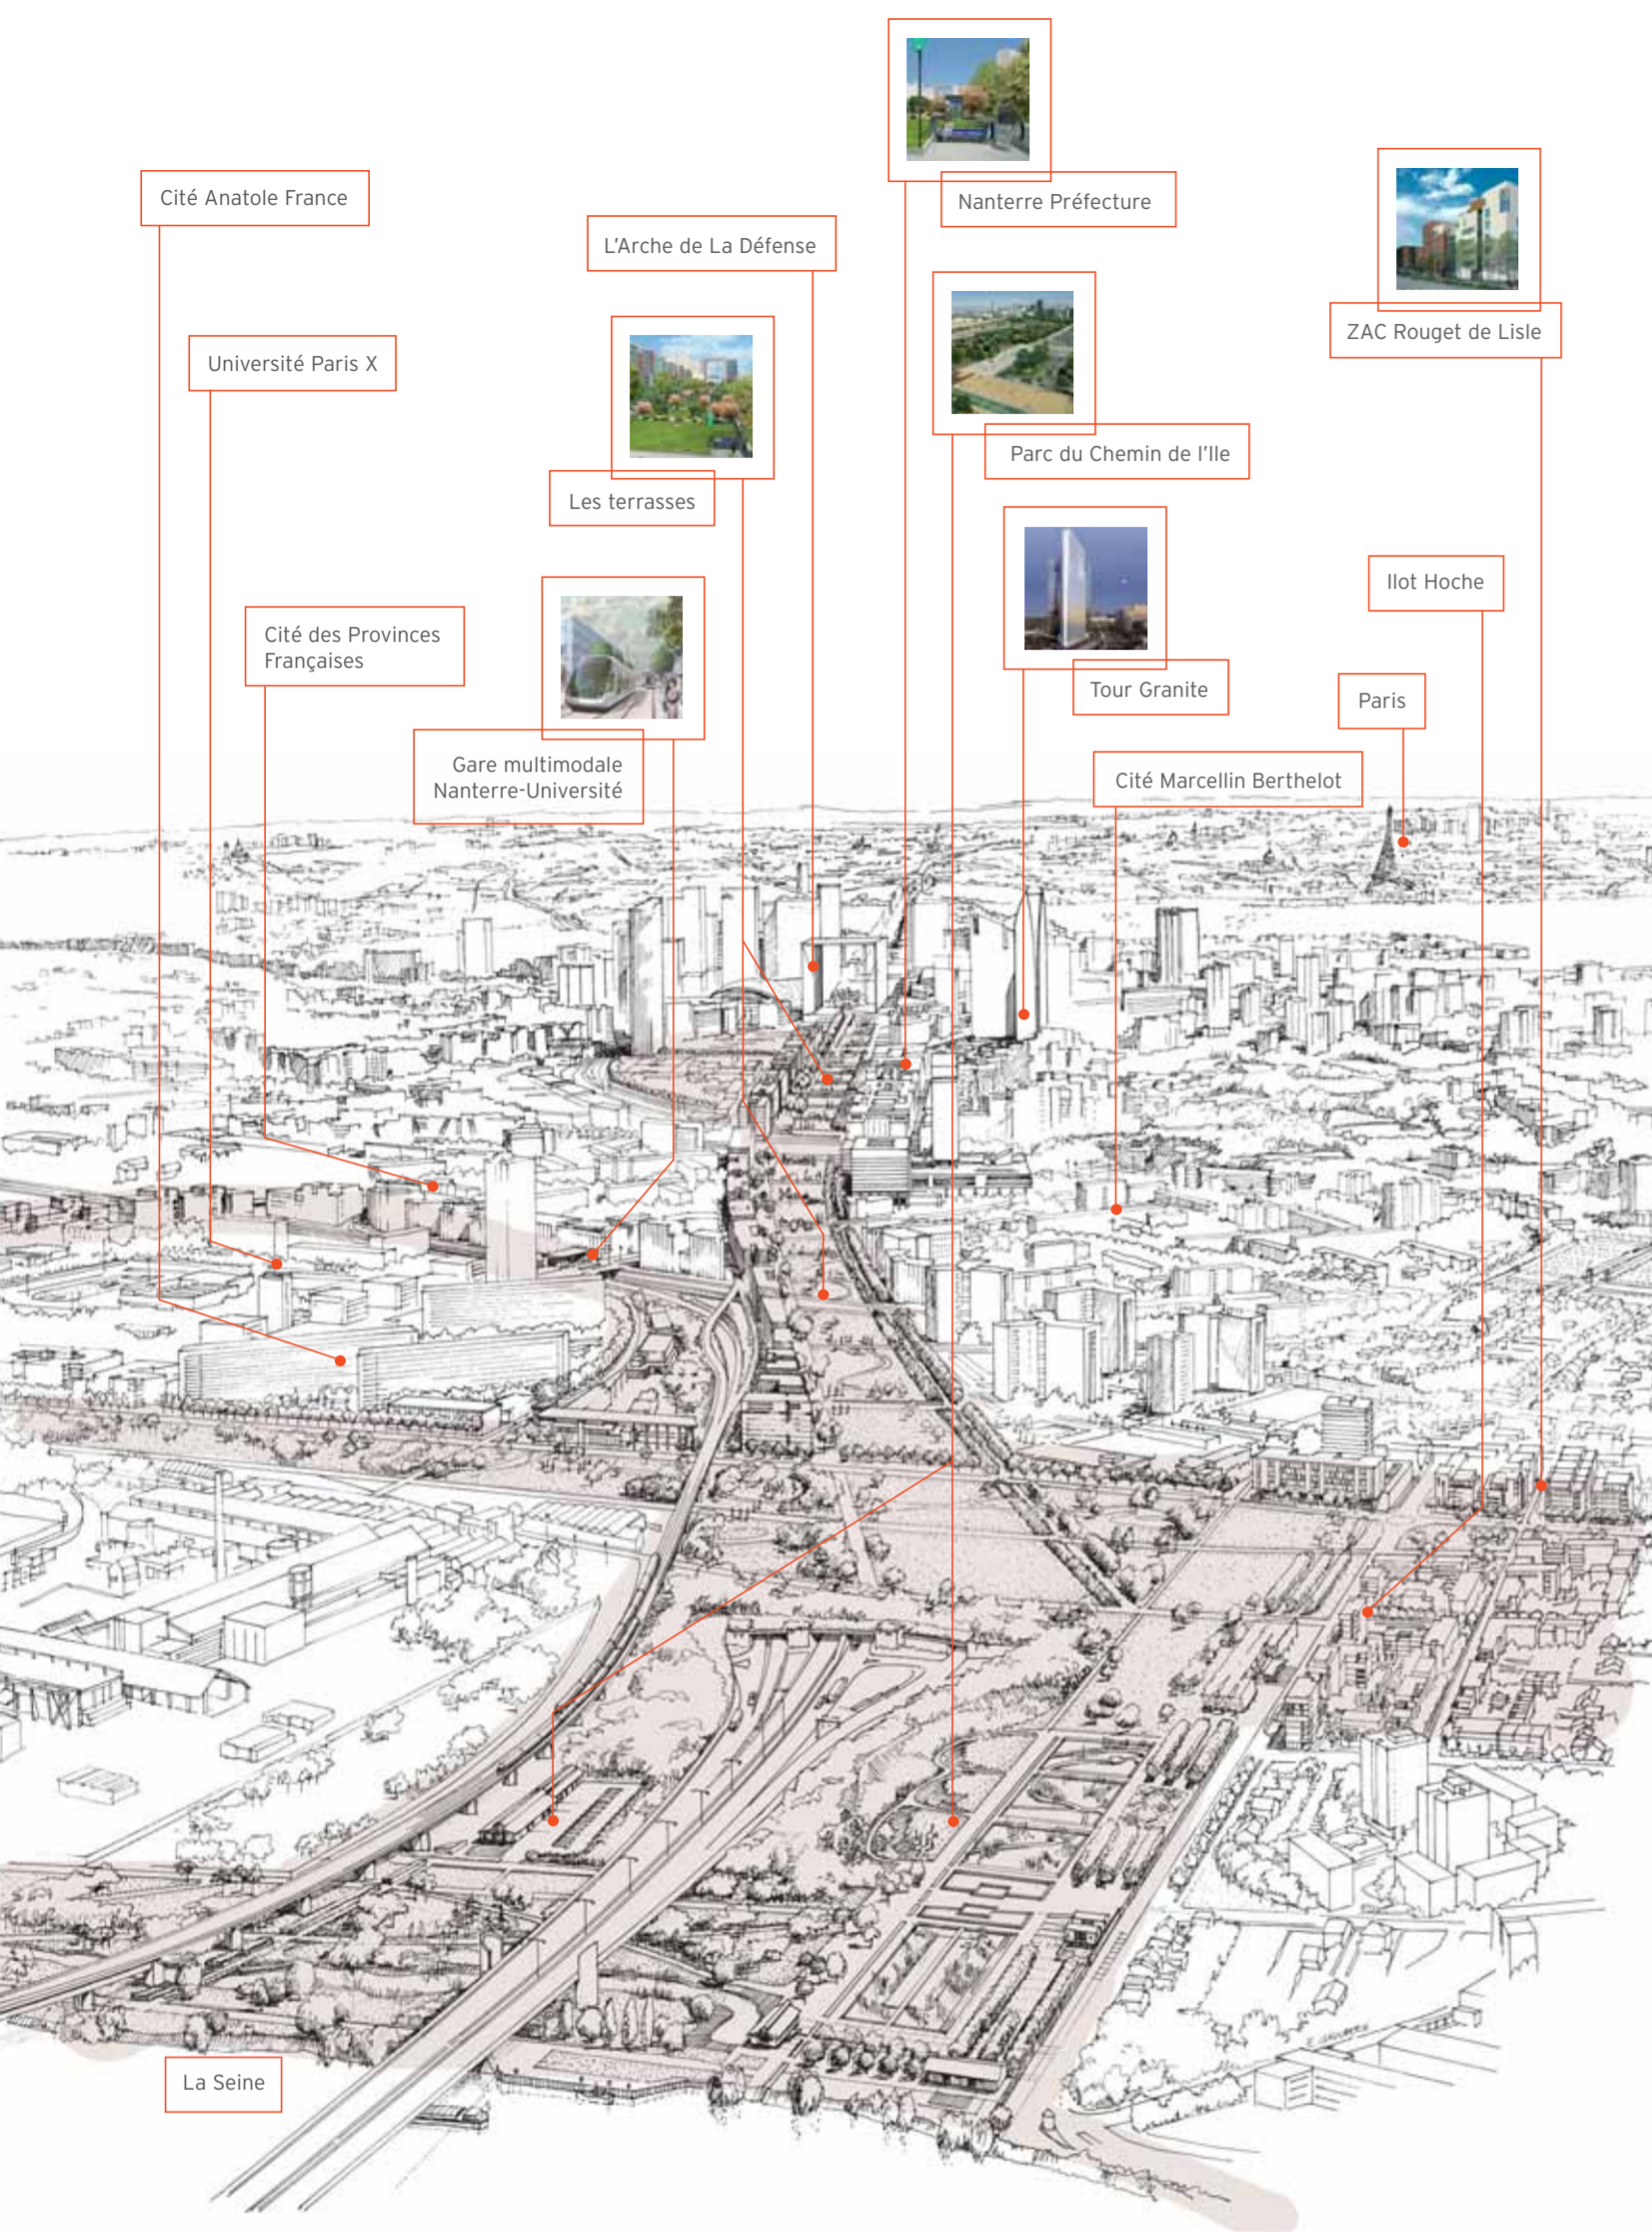 Nanterre Préfecture
Cité Anatole France
L'Arche de La Défense
ZAC Rouget de Lisle
Université Paris X
Parc du Chemin de l'Ile
Les terrasses
Ilot Hoche
Cité des Provinces
Françaises
Tour Granite
Paris
Gare multimodale
Nanterre-Université
Cité Marcellin Berthelot
La Seine